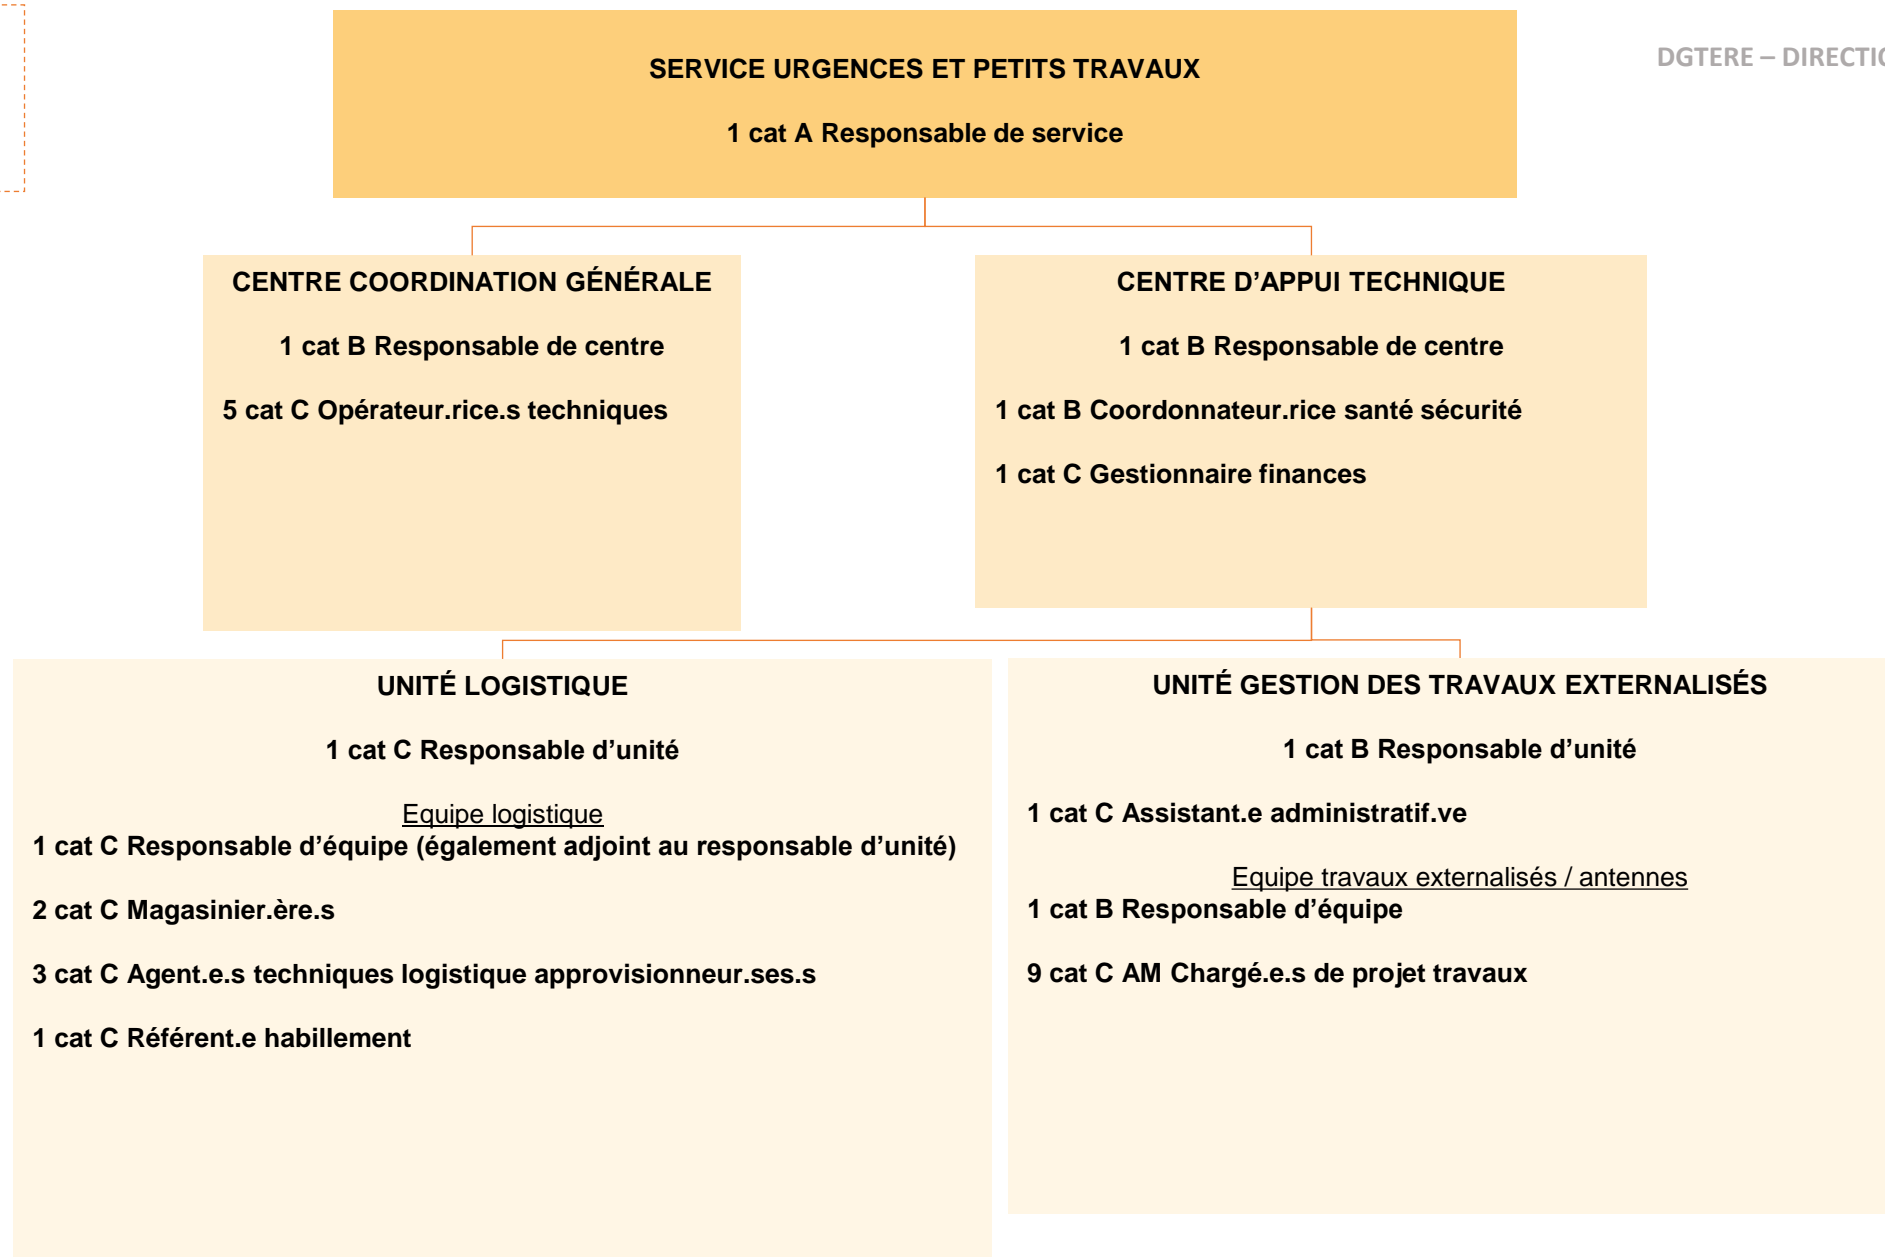 DGTERE – DIRECTIO
SERVICE URGENCES ET PETITS TRAVAUX
1 cat A Responsable de service
CENTRE COORDINATION GÉNÉRALE
1 cat B Responsable de centre
5 cat C Opérateur.rice.s techniques
CENTRE D’APPUI TECHNIQUE
1 cat B Responsable de centre
1 cat B Coordonnateur.rice santé sécurité
1 cat C Gestionnaire finances
UNITÉ LOGISTIQUE
1 cat C Responsable d’unité
Equipe logistique
1 cat C Responsable d’équipe (également adjoint au responsable d’unité)
2 cat C Magasinier.ère.s
3 cat C Agent.e.s techniques logistique approvisionneur.ses.s
1 cat C Référent.e habillement
UNITÉ GESTION DES TRAVAUX EXTERNALISÉS
1 cat B Responsable d’unité
1 cat C Assistant.e administratif.ve
Equipe travaux externalisés / antennes
1 cat B Responsable d’équipe
9 cat C AM Chargé.e.s de projet travaux